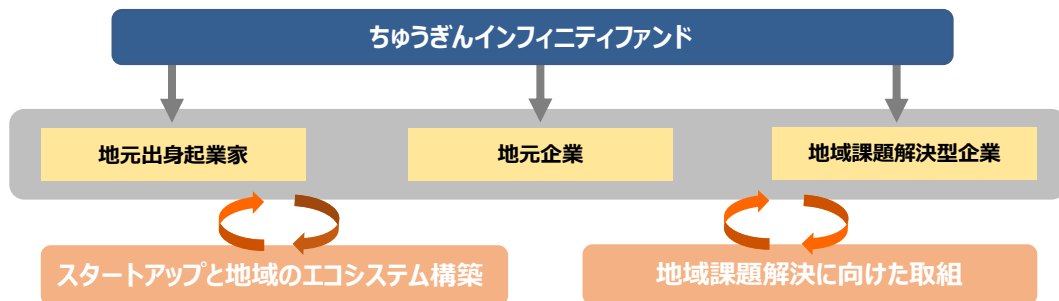 ちゅうぎんインフィニティファンド
地元出身起業家
地元企業
地域課題解決型企業
スタートアップと地域のエコシステム構築
地域課題解決に向けた取組